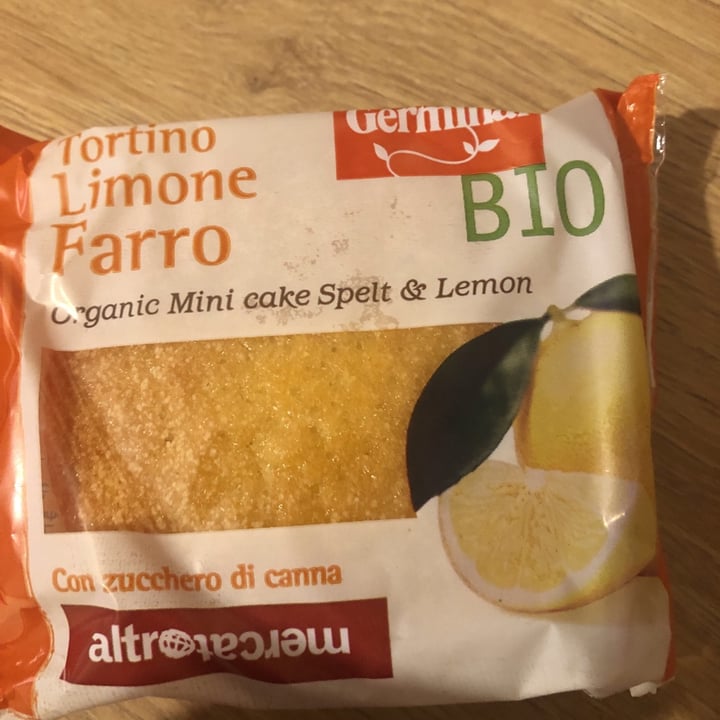 Germinal
Tortino
Limone
Farro
BIO
Organic Mini cake Spelt & Lemon
Con zucchero di canna
altromercato